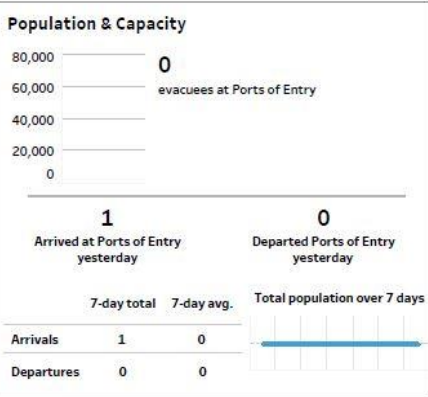 Population & Capacity
80,000
60,000
40,000
20,000
0
0
evacuees at Ports of Entry
1
Arrived at Ports of Entry
yesterday
0
Departed Ports of Entry
yesterday
7-day total 7-day avg.
Arrivals 1 0
Departures 0 0
Total population over 7 days